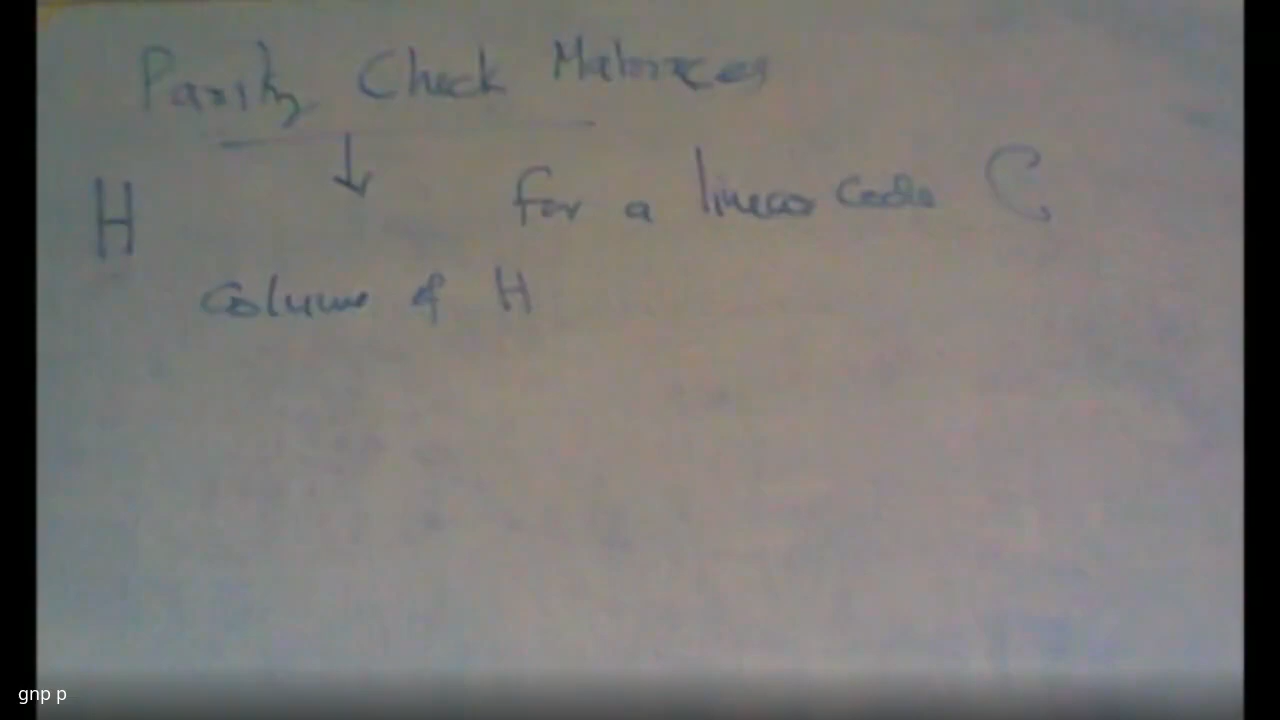 Parity Check Matrices
↓
H for a linear code C
Column of H
gnp p